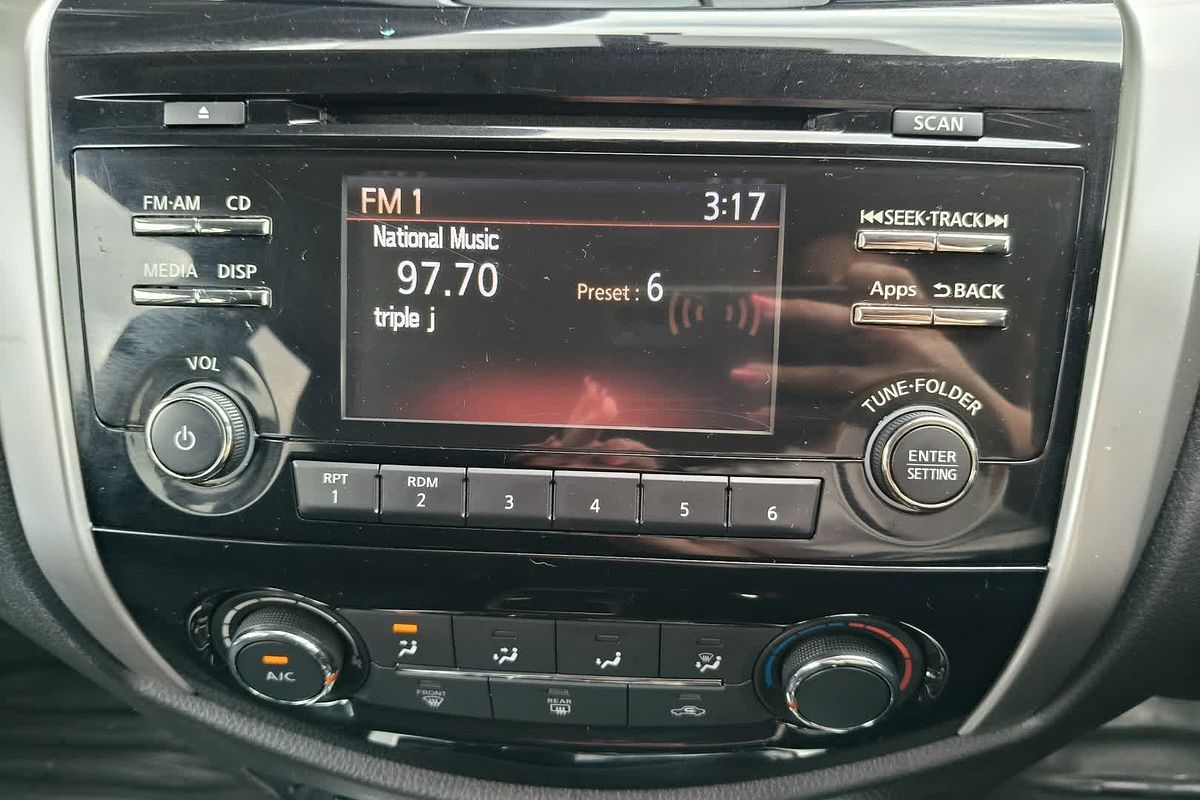 SCAN
FM·AM CD
MEDIA DISP
VOL
FM 1 3:17
National Music
97.70
Preset : 6
triple j
SEEK·TRACK
Apps BACK
TUNE·FOLDER
ENTER
SETTING
RPT RDM
1 2 3 4 5 6
A/C
FRONT REAR